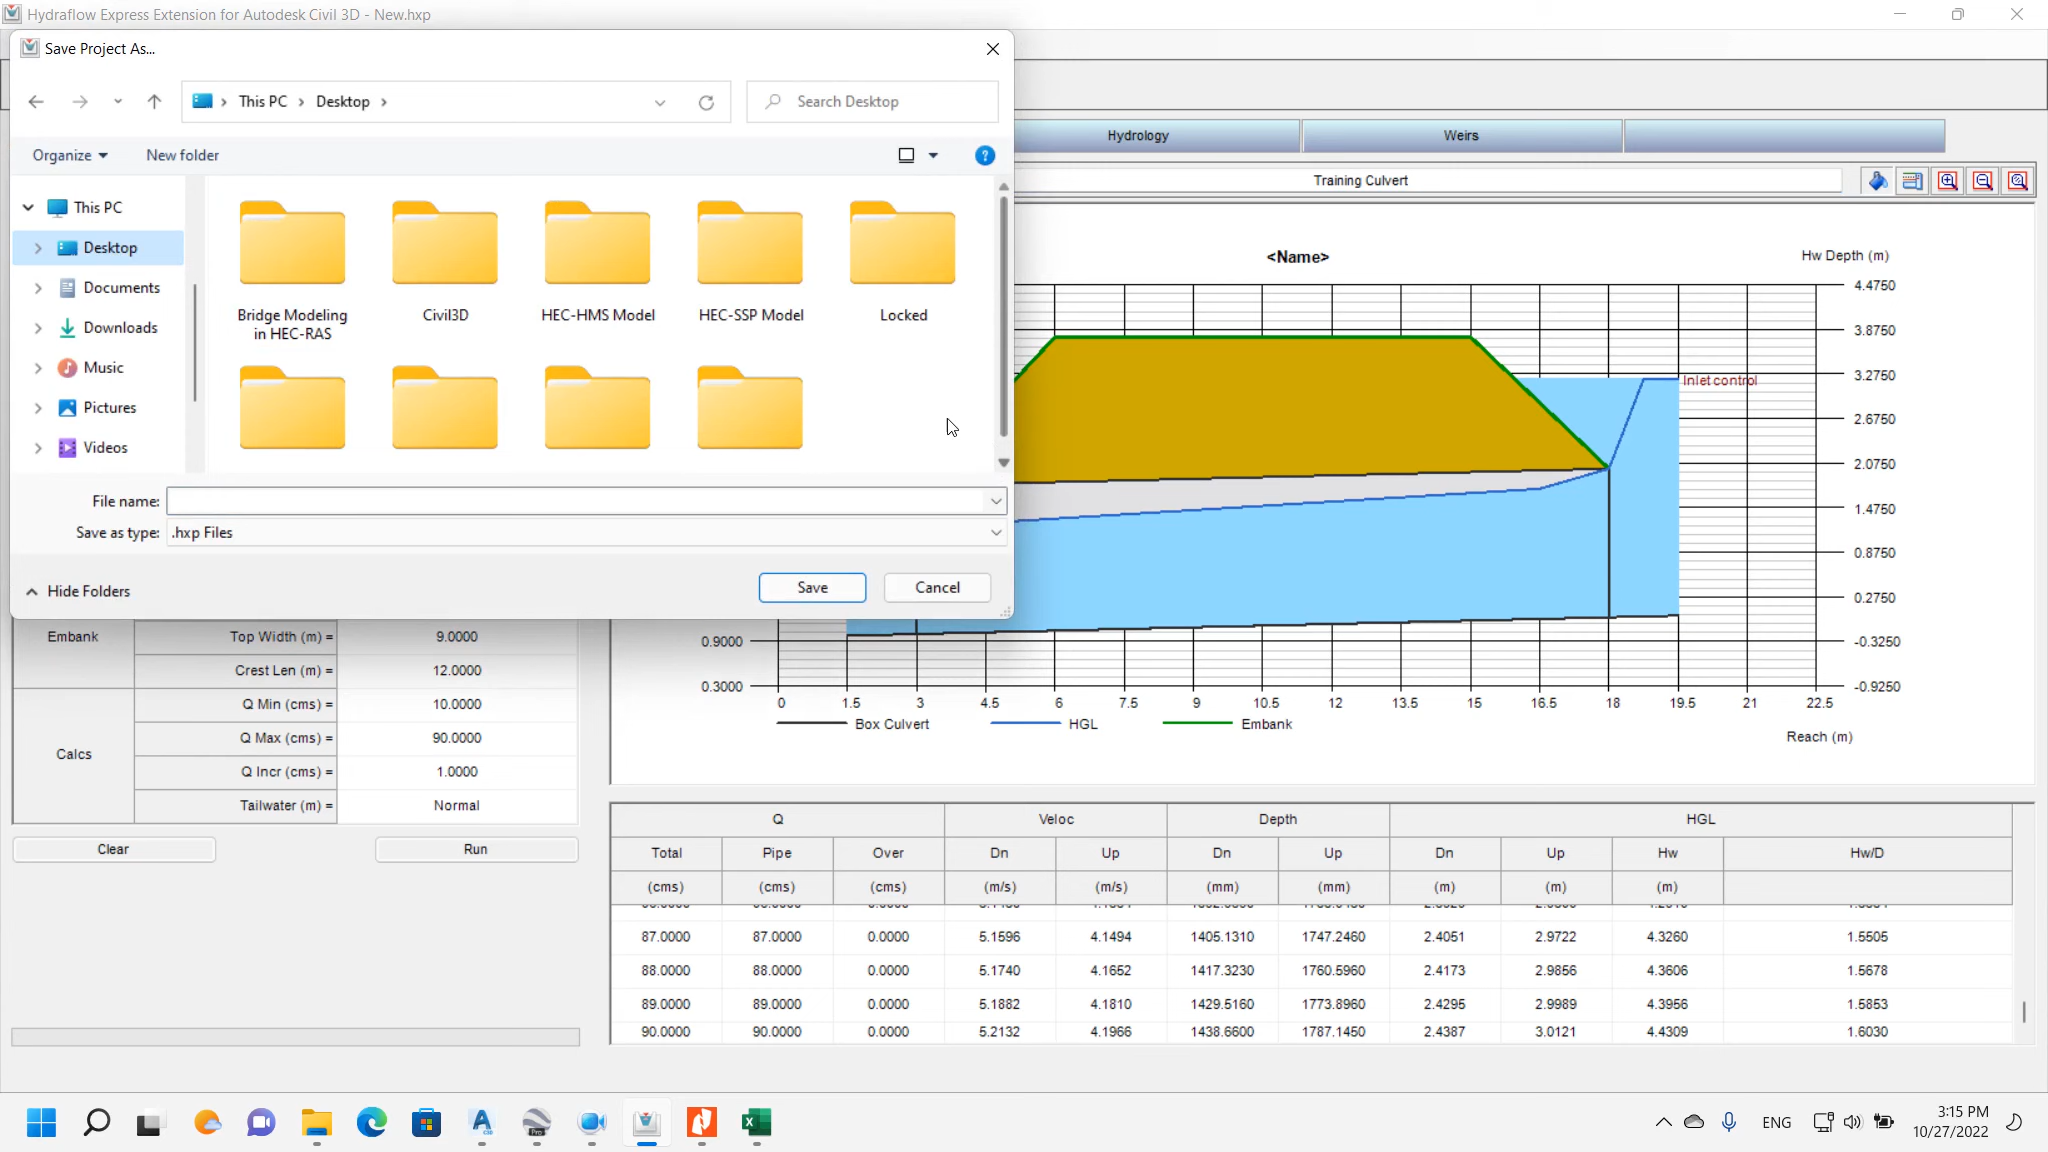 Hydraflow Express Extension for Autodesk Civil 3D - New.hxp
Save Project As...
This PC
Desktop
Search Desktop
Organize
New folder
This PC
Desktop
Documents
Downloads
Music
Pictures
Videos
Bridge Modeling
in HEC-RAS
Civil3D
HEC-HMS Model
HEC-SSP Model
Locked
File name:
Save as type: .hxp Files
Hide Folders
Save
Cancel
Hydrology
Weirs
Training Culvert
<Name>
Hw Depth (m)
4.4750
3.8750
3.2750
Inlet control
2.6750
2.0750
1.4750
0.8750
0.2750
0.9000
-0.3250
0.3000
-0.9250
0 1.5 3 4.5 6 7.5 9 10.5 12 13.5 15 16.5 18 19.5 21 22.5
Box Culvert HGL Embank
Reach (m)
Embank
Top Width (m) = 9.0000
Crest Len (m) = 12.0000
Calcs
Q Min (cms) = 10.0000
Q Max (cms) = 90.0000
Q Incr (cms) = 1.0000
Tailwater (m) = Normal
Clear
Run
Q Veloc Depth HGL
Total Pipe Over Dn Up Dn Up Dn Up Hw Hw/D
(cms) (cms) (cms) (m/s) (m/s) (mm) (mm) (m) (m) (m)
87.0000 87.0000 0.0000 5.1596 4.1494 1405.1310 1747.2460 2.4051 2.9722 4.3260 1.5505
88.0000 88.0000 0.0000 5.1740 4.1652 1417.3230 1760.5960 2.4173 2.9856 4.3606 1.5678
89.0000 89.0000 0.0000 5.1882 4.1810 1429.5160 1773.8960 2.4295 2.9989 4.3956 1.5853
90.0000 90.0000 0.0000 5.2132 4.1966 1438.6600 1787.1450 2.4387 3.0121 4.4309 1.6030
ENG
3:15 PM
10/27/2022